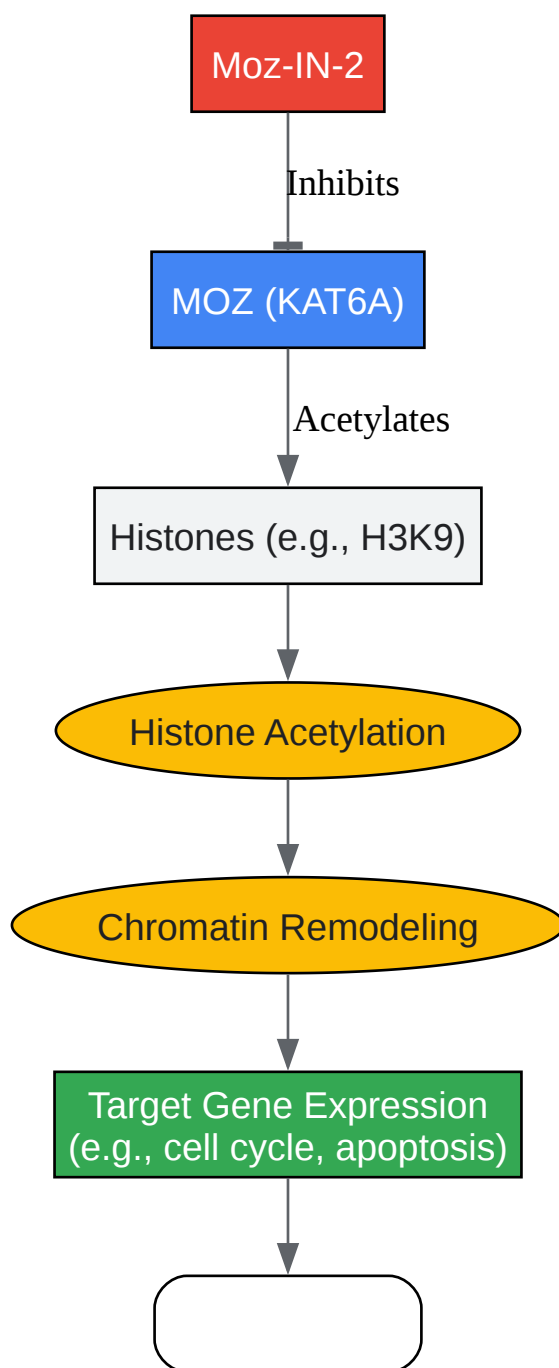 Moz-IN-2
Inhibits
MOZ (KAT6A)
Acetylates
Histones (e.g., H3K9)
Histone Acetylation
Chromatin Remodeling
Target Gene Expression
(e.g., cell cycle, apoptosis)